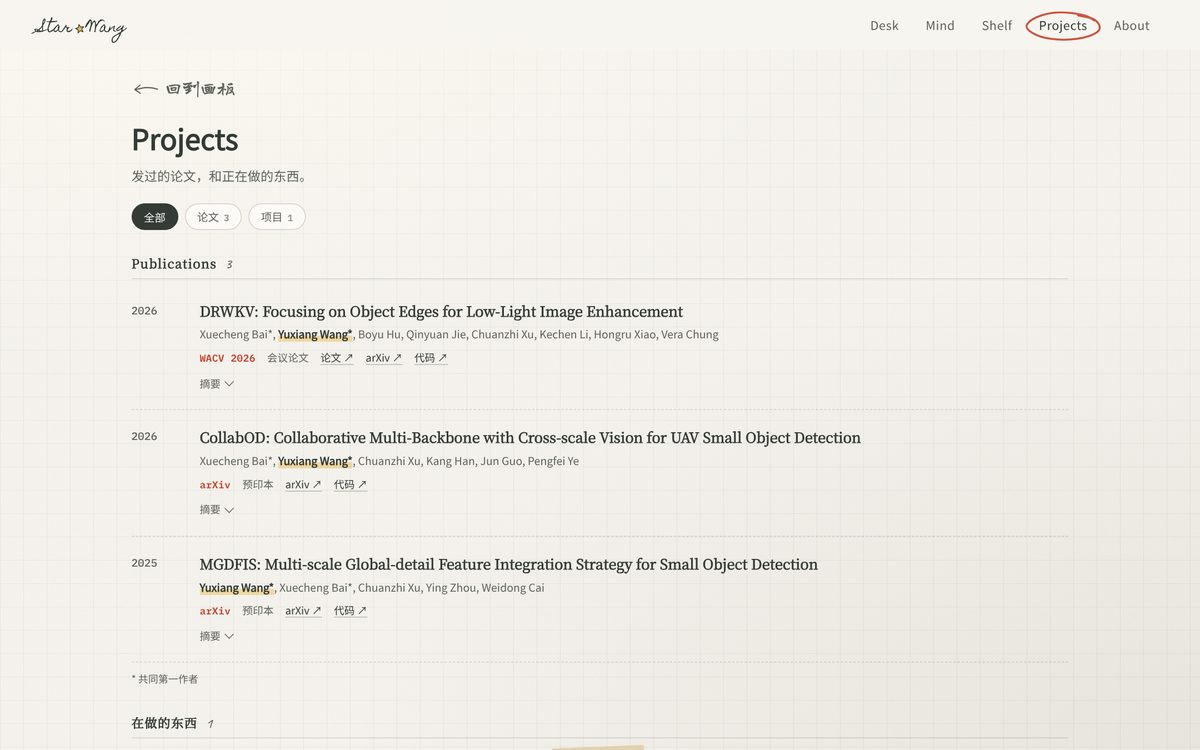 Star Wang
Desk Mind Shelf Projects About
← 回到画板
Projects
发过的论文，和正在做的东西。
全部 论文 3 项目 1
Publications 3
2026 DRWKV: Focusing on Object Edges for Low-Light Image Enhancement
Xuecheng Bai*, Yuxiang Wang*, Boyu Hu, Qinyuan Jie, Chuanzhi Xu, Kechen Li, Hongru Xiao, Vera Chung
WACV 2026 会议论文 论文 ↗ arXiv ↗ 代码 ↗
摘要
2026 CollabOD: Collaborative Multi-Backbone with Cross-scale Vision for UAV Small Object Detection
Xuecheng Bai*, Yuxiang Wang*, Chuanzhi Xu, Kang Han, Jun Guo, Pengfei Ye
arXiv 预印本 arXiv ↗ 代码 ↗
摘要
2025 MGDFIS: Multi-scale Global-detail Feature Integration Strategy for Small Object Detection
Yuxiang Wang*, Xuecheng Bai*, Chuanzhi Xu, Ying Zhou, Weidong Cai
arXiv 预印本 arXiv ↗ 代码 ↗
摘要
* 共同第一作者
在做的东西 1